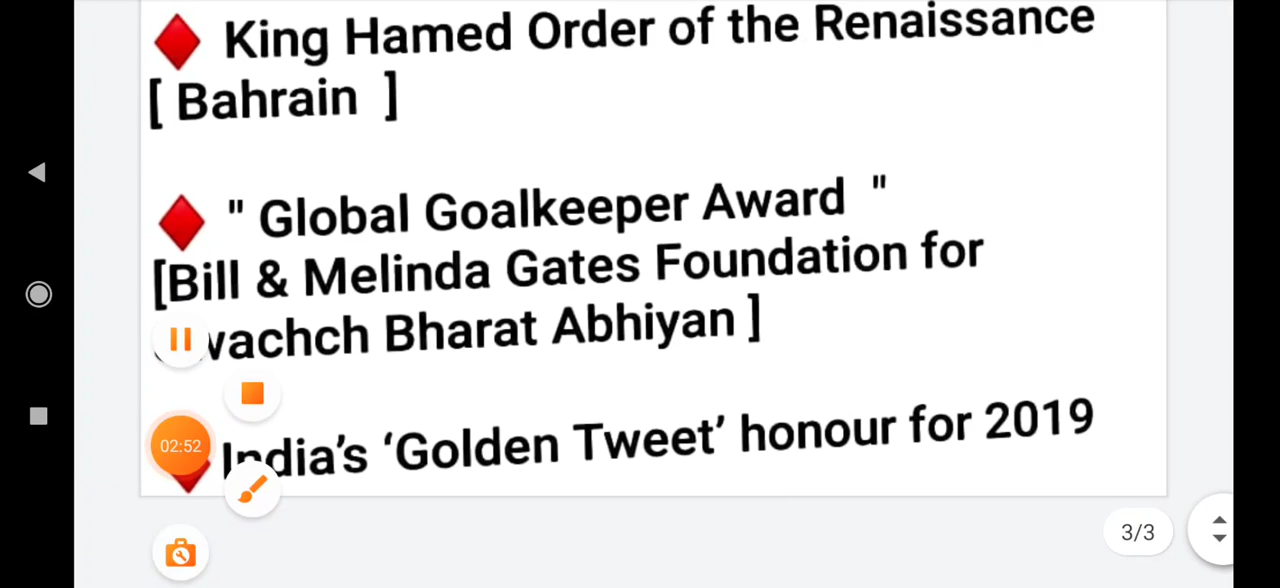 King Hamed Order of the Renaissance
[ Bahrain ]
" Global Goalkeeper Award "
[Bill & Melinda Gates Foundation for
Bharat Abhiyan ]
India's ‘Golden Tweet’ honour for 2019
02:52
3/3